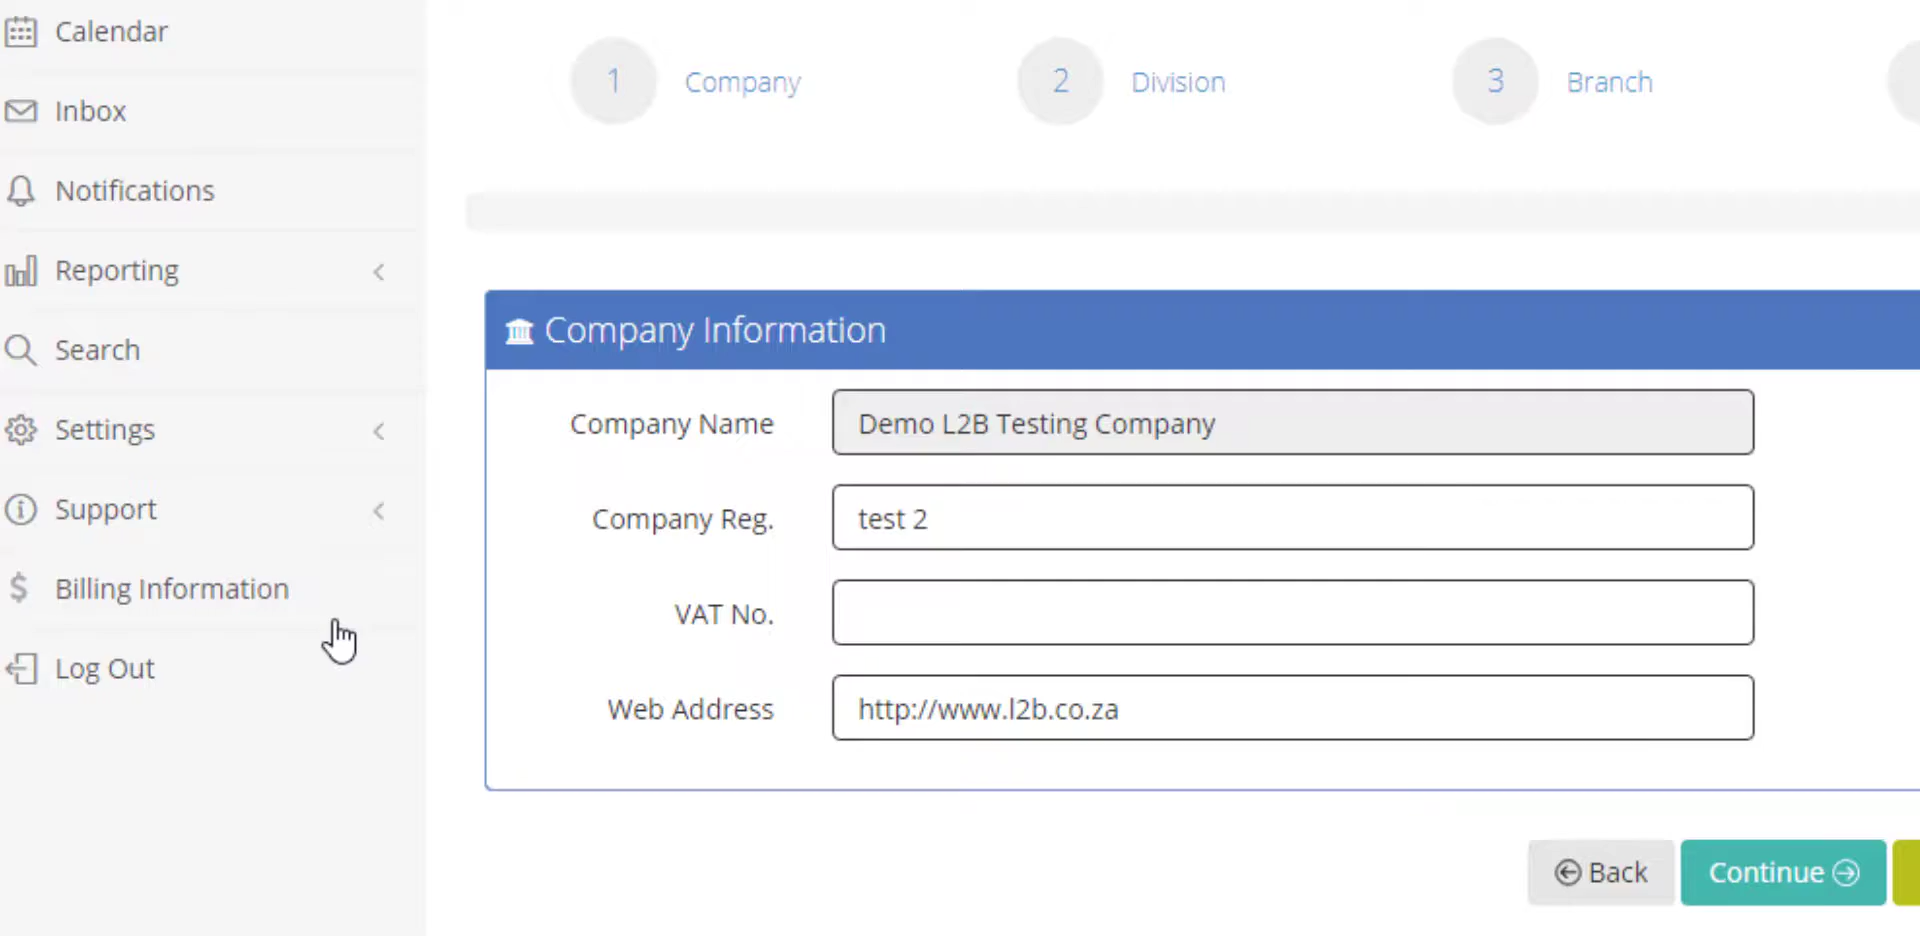 Calendar
Inbox
Notifications
Reporting
Search
Settings
Support
Billing Information
Log Out
1 Company
2 Division
3 Branch
Company Information
Company Name Demo L2B Testing Company
Company Reg. test 2
VAT No.
Web Address http://www.l2b.co.za
Back Continue